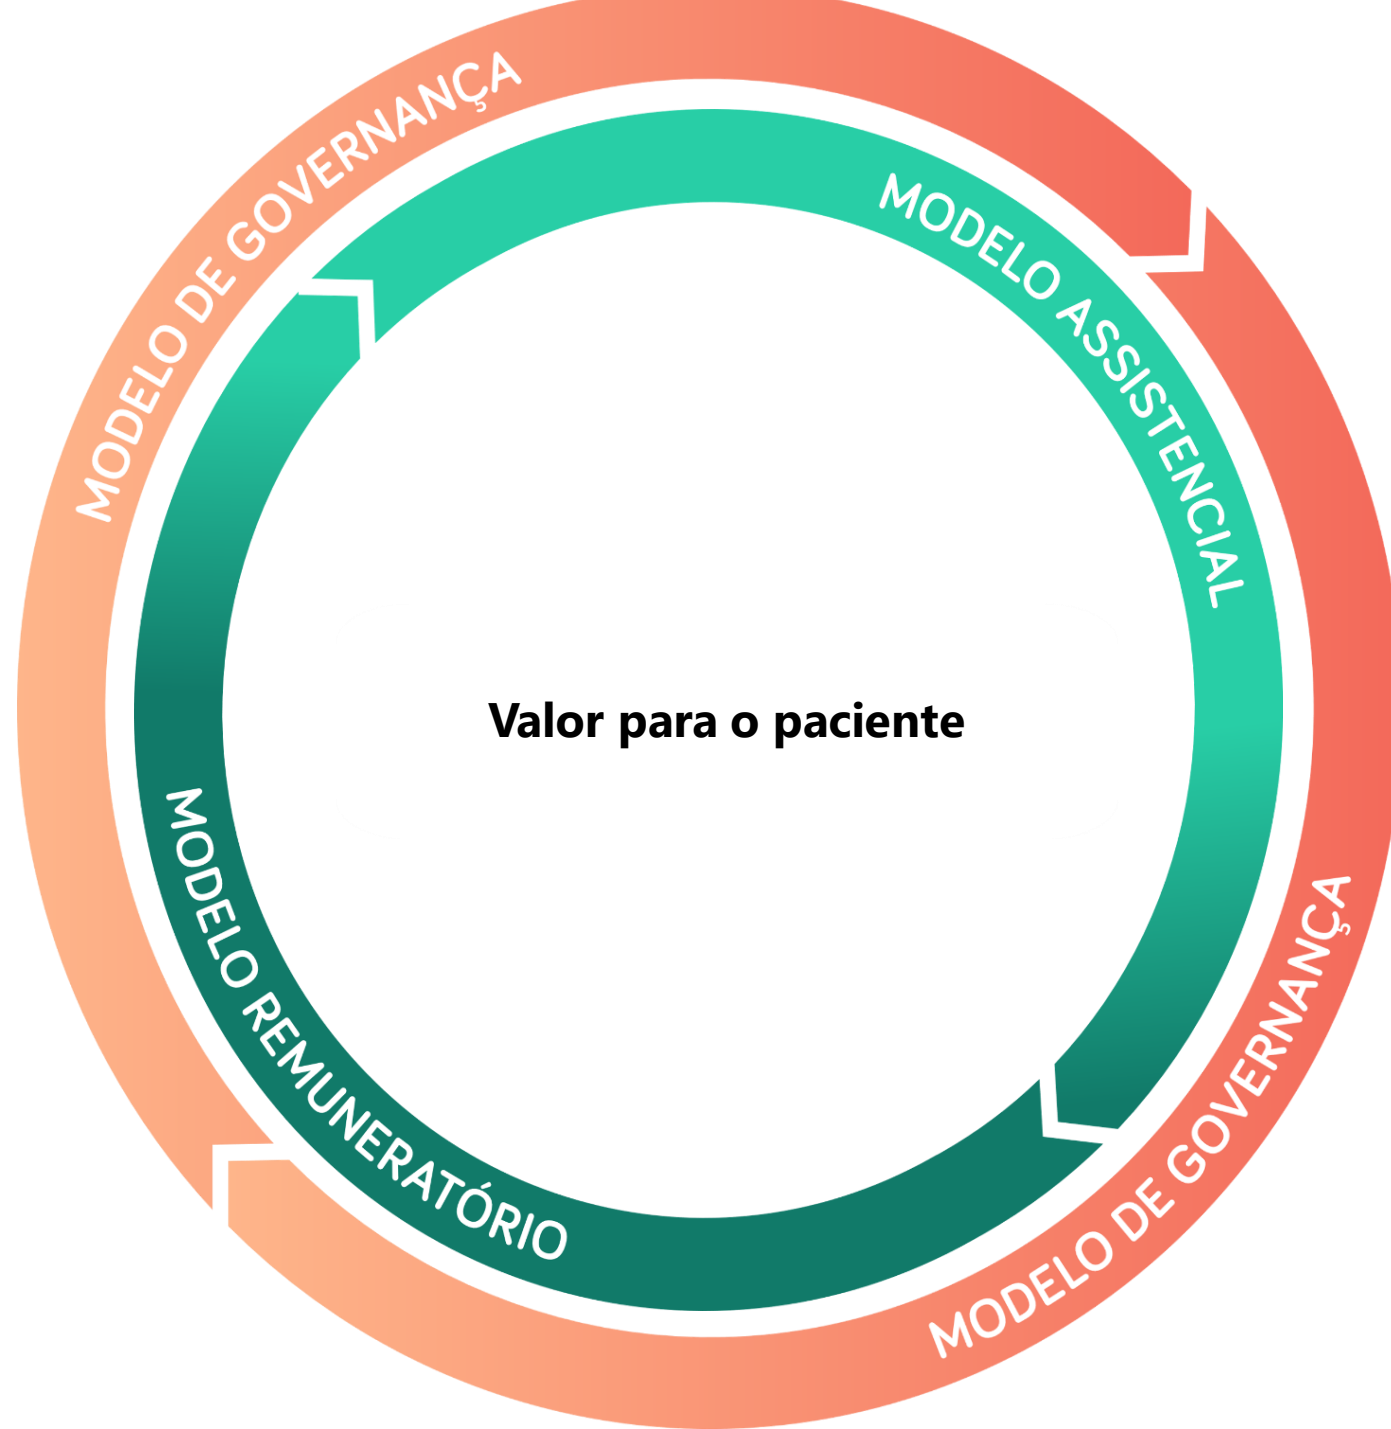 MODELO DE GOVERNANÇA
MODELO ASSISTENCIAL
Valor para o paciente
MODELO REMUNERATÓRIO
MODELO DE GOVERNANÇA